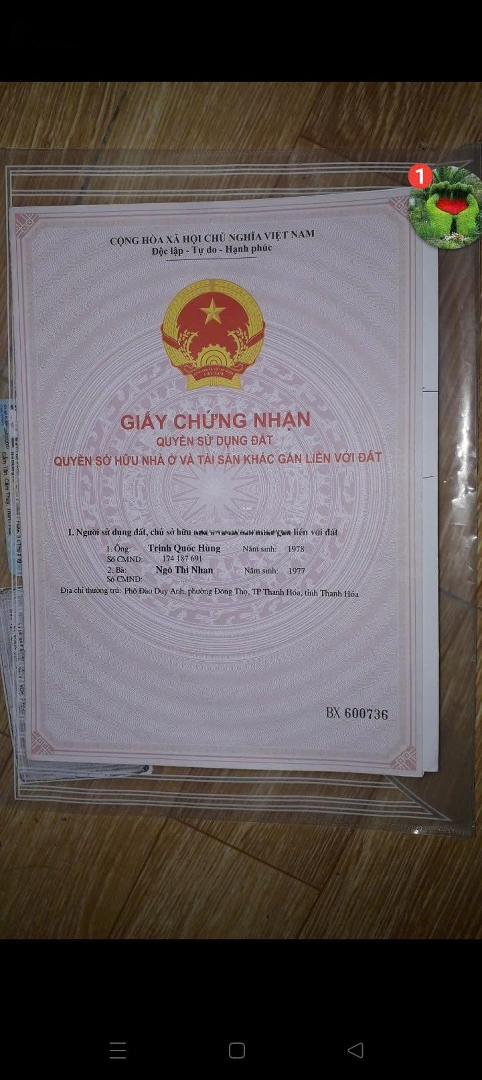 1
CỘNG HÒA XÃ HỘI CHỦ NGHĨA VIỆT NAM
Độc lập - Tự do - Hạnh phúc
GIẤY CHỨNG NHẬN
QUYỀN SỬ DỤNG ĐẤT
QUYỀN SỞ HỮU NHÀ Ở VÀ TÀI SẢN KHÁC GẮN LIỀN VỚI ĐẤT
I. Người sử dụng đất, chủ sở hữu liền với đất
1. Ông: Trịnh Quốc Hùng Năm sinh: 1978
Số CMND: 174 187 691
2. Bà: Ngô Thị Nhan Năm sinh: 1977
Số CMND:
Địa chỉ thường trú: Phố Đào Duy Anh, phường Đông Thọ, TP Thanh Hóa, tỉnh Thanh Hóa
BX 600736